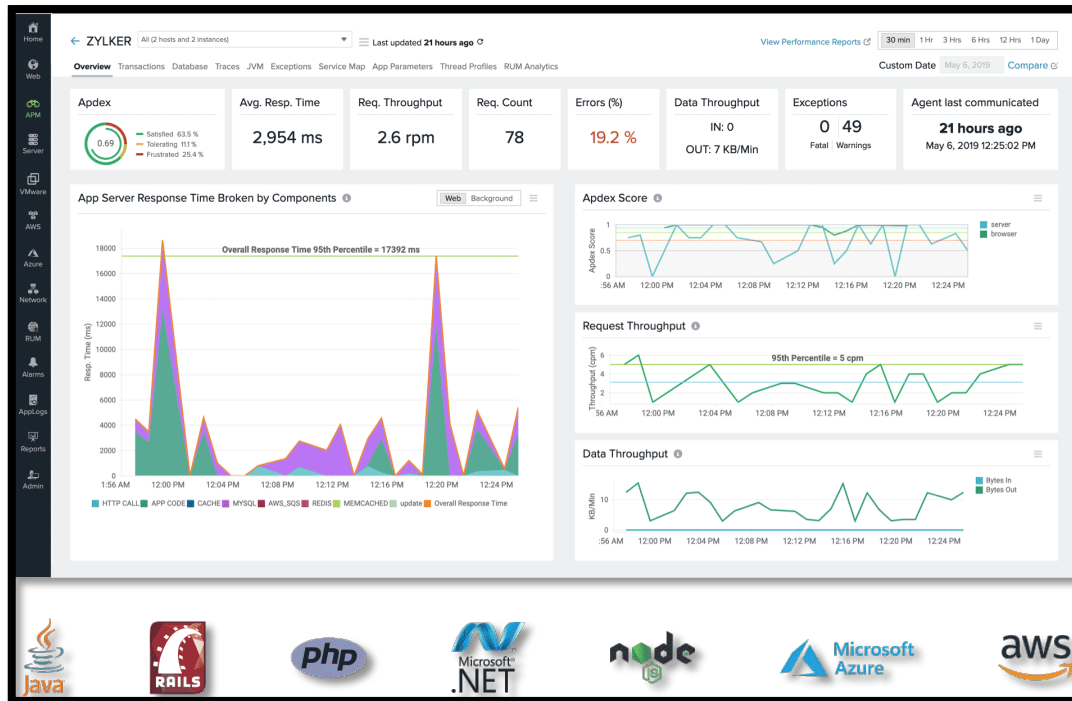 Home
Web
APM
Server
VMware
AWS
Azure
Network
RUM
Alarms
AppLogs
Reports
Admin
← ZYLKER All (2 hosts and 2 instances) Last updated 21 hours ago
View Performance Reports 30 min 1 Hr 3 Hrs 6 Hrs 12 Hrs 1 Day
Overview Transactions Database Traces JVM Exceptions Service Map App Parameters Thread Profiles RUM Analytics
Custom Date May 6, 2019 Compare
Apdex
0.69
Satisfied 63.5 %
Tolerating 11.1 %
Frustrated 25.4 %
Avg. Resp. Time
2,954 ms
Req. Throughput
2.6 rpm
Req. Count
78
Errors (%)
19.2 %
Data Throughput
IN: 0
OUT: 7 KB/Min
Exceptions
0 49
Fatal Warnings
Agent last communicated
21 hours ago
May 6, 2019 12:25:02 PM
App Server Response Time Broken by Components Web Background
Overall Response Time 95th Percentile = 17392 ms
Resp. Time (ms)
18000
16000
14000
12000
10000
8000
6000
4000
2000
0
1:56 AM 12:00 PM 12:04 PM 12:08 PM 12:12 PM 12:16 PM 12:20 PM 12:24 PM
HTTP CALL APP CODE CACHE MYSQL AWS_SQS REDIS MEMCACHED update Overall Response Time
Apdex Score
Apdex Score
1
0.5
0
:56 AM 12:00 PM 12:04 PM 12:08 PM 12:12 PM 12:16 PM 12:20 PM 12:24 PM
server
browser
Request Throughput
Throughput (cpm)
6
4
2
95th Percentile = 5 cpm
56 AM 12:00 PM 12:04 PM 12:08 PM 12:12 PM 12:16 PM 12:20 PM 12:24 PM
Data Throughput
KB/Min
10
0
:56 AM 12:00 PM 12:04 PM 12:08 PM 12:12 PM 12:16 PM 12:20 PM 12:24 PM
Bytes In
Bytes Out
Java
RAILS
php
Microsoft
.NET
node
JS
Microsoft
Azure
aws